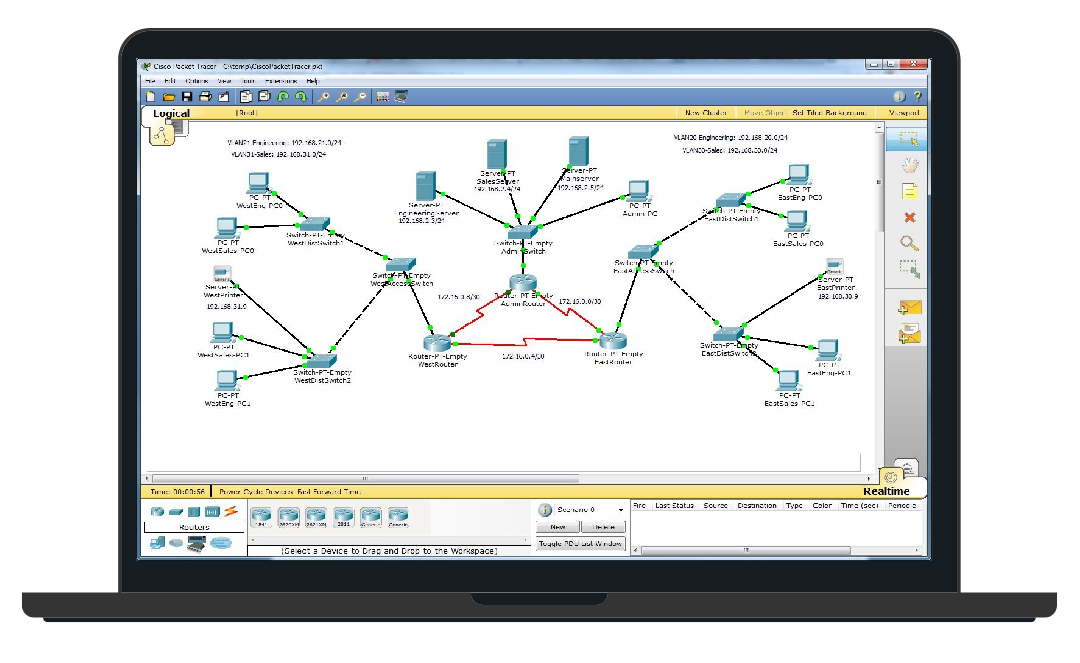 Cisco Packet Tracer - C:\temp\CiscoPacketTracer.pkt
File Edit Options View Tools Extensions Help
Logical [Root] New Cluster Move Object Set Tiled Background Viewport
VLAN21 Engineering: 192.168.21.0/24
VLAN31-Sales: 192.168.31.0/24
VLAN20 Engineering: 192.168.20.0/24
VLAN30-Sales: 192.168.30.0/24
PC-PT
WestEng PC0
PC-PT
WestSales PC0
Switch-PT-Empty
WestDistSwitch1
Server-PT
WestPrinter
192.168.31.9
PC-PT
WestSales-PC1
PC-PT
WestEng PC1
Switch-PT-Empty
WestDistSwitch2
Switch-PT-Empty
WestAccessSwitch
Server-PT
EngineeringServer
192.168.2.3/24
Server-PT
SalesServer
192.168.2.4/24
Server-PT
Mainserver
192.168.2.5/24
PC-PT
Admin PC
Switch-PT-Empty
AdminSwitch
Router-PT-Empty
AdminRouter
172.16.0.8/30
172.16.0.0/30
172.16.0.4/30
Router-PT-Empty
WestRouter
Router-PT-Empty
EastRouter
Switch-PT-Empty
EastAccessSwitch
Switch-PT-Empty
EastDistSwitch1
PC-PT
EastEng PC0
PC-PT
EastSales PC0
Server-PT
EastPrinter
192.168.30.9
Switch-PT-Empty
EastDistSwitch2
PC-PT
EastEng-PC1
PC-PT
EastSales PC1
Realtime
Time: 00:00:56 Power Cycle Devices Fast Forward Time
Routers
1841 2620XM 2621XM 2811 Generic
(Select a Device to Drag and Drop to the Workspace)
Scenario 0
New Delete
Toggle PDU List Window
Fire Last Status Source Destination Type Color Time (sec) Periodic